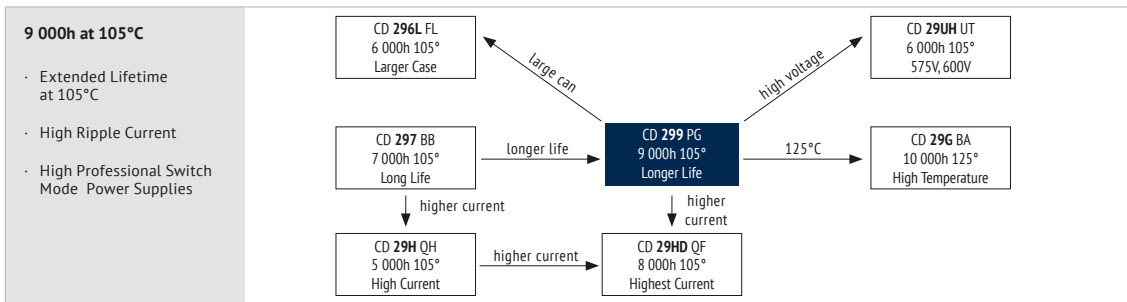 9 000h at 105°C
· Extended Lifetime
at 105°C
· High Ripple Current
· High Professional Switch
Mode Power Supplies
CD 296L FL
6 000h 105°
Larger Case
large can
high voltage
CD 29UH UT
6 000h 105°
575V, 600V
CD 297 BB
7 000h 105°
Long Life
longer life
CD 299 PG
9 000h 105°
Longer Life
125°C
CD 29G BA
10 000h 125°
High Temperature
higher current
higher
current
CD 29H QH
5 000h 105°
High Current
higher current
CD 29HD QF
8 000h 105°
Highest Current